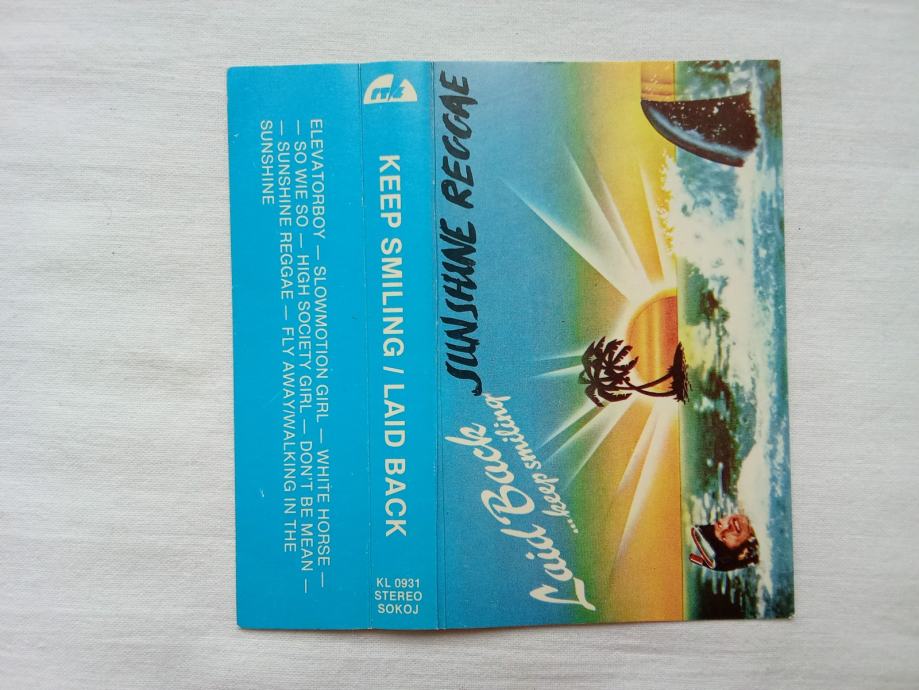 ELEVATORBOY — SLOWMOTION GIRL — WHITE HORSE —
— SO WIE SO — HIGH SOCIETY GIRL — DON'T BE MEAN —
— SUNSHINE REGGAE — FLY AWAY/WALKING IN THE
SUNSHINE
KEEP SMILING / LAID BACK
KL 0931
STEREO
SOKOJ
SUNSHINE REGGAE
Laid Back
...keep smiling